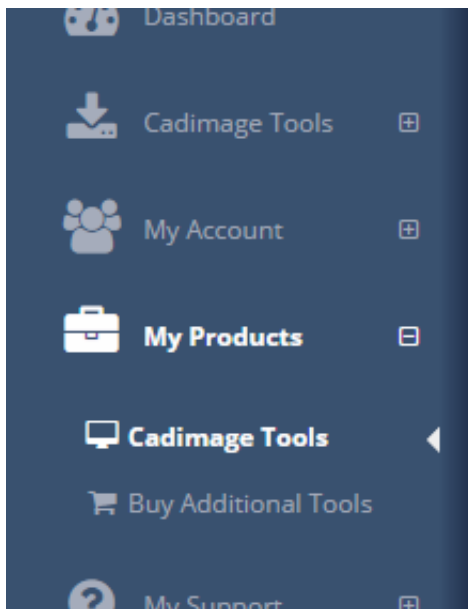 Dashboard
Cadimage Tools
My Account
My Products
Cadimage Tools
Buy Additional Tools
My Support